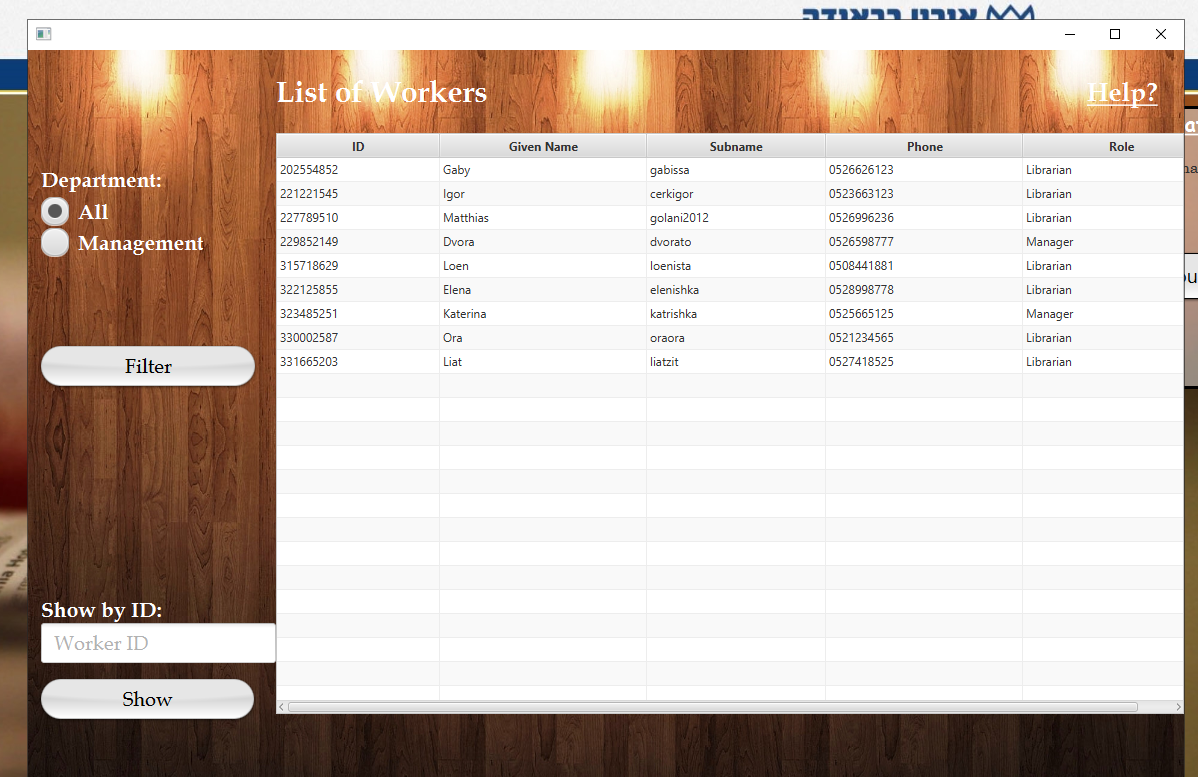 אורט בראודה
List of Workers
Help?
ID Given Name Subname Phone Role
202554852 Gaby gabissa 0526626123 Librarian
221221545 Igor cerkigor 0523663123 Librarian
227789510 Matthias golani2012 0526996236 Librarian
229852149 Dvora dvorato 0526598777 Manager
315718629 Loen loenista 0508441881 Librarian
322125855 Elena elenishka 0528998778 Librarian
323485251 Katerina katrishka 0525665125 Manager
330002587 Ora oraora 0521234565 Librarian
331665203 Liat liatzit 0527418525 Librarian
Department:
All
Management
Filter
Show by ID:
Worker ID
Show